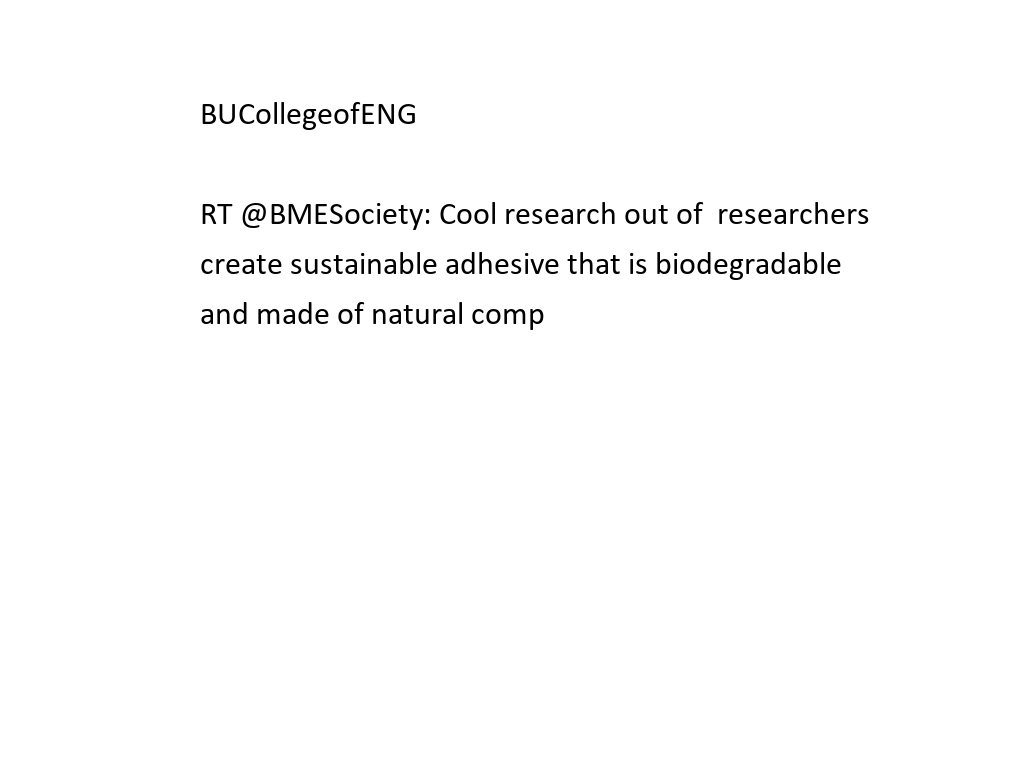 BUCollegeofENG
RT @BMESociety: Cool research out of  researchers
create sustainable adhesive that is biodegradable
and made of natural comp